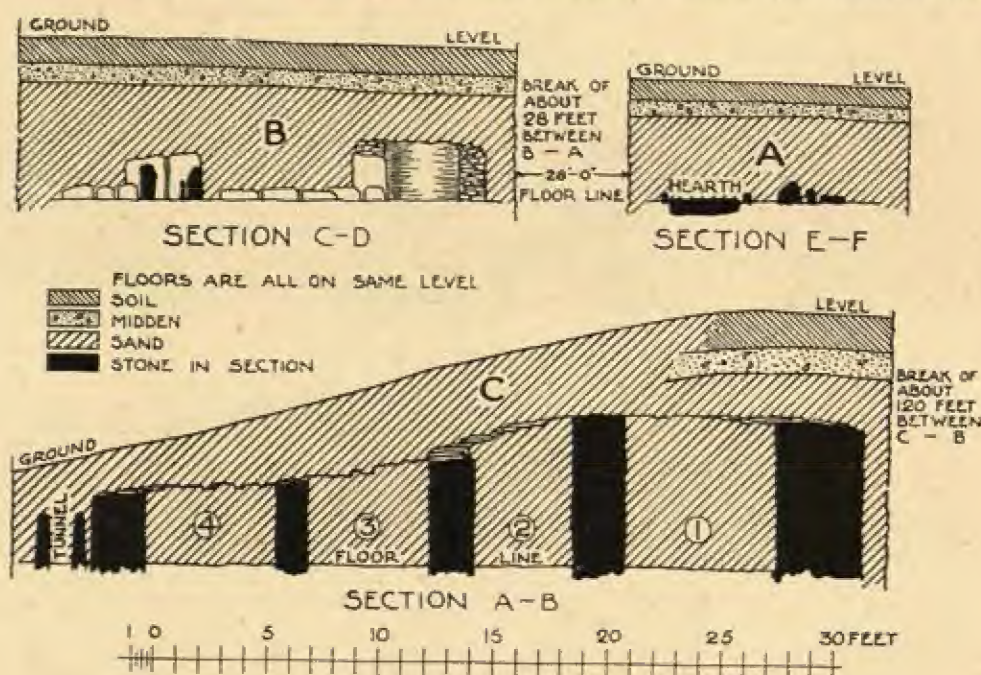 GROUND LEVEL
B
BREAK OF
ABOUT
28 FEET
BETWEEN
B - A
28'-0"
FLOOR LINE
SECTION C-D
GROUND LEVEL
A
HEARTH
SECTION E-F
FLOORS ARE ALL ON SAME LEVEL
SOIL
MIDDEN
SAND
STONE IN SECTION
LEVEL
C
GROUND
BREAK OF
ABOUT
120 FEET
BETWEEN
C - B
TUNNEL
4 3 2 1
FLOOR LINE
SECTION A-B
1 0 5 10 15 20 25 30 FEET